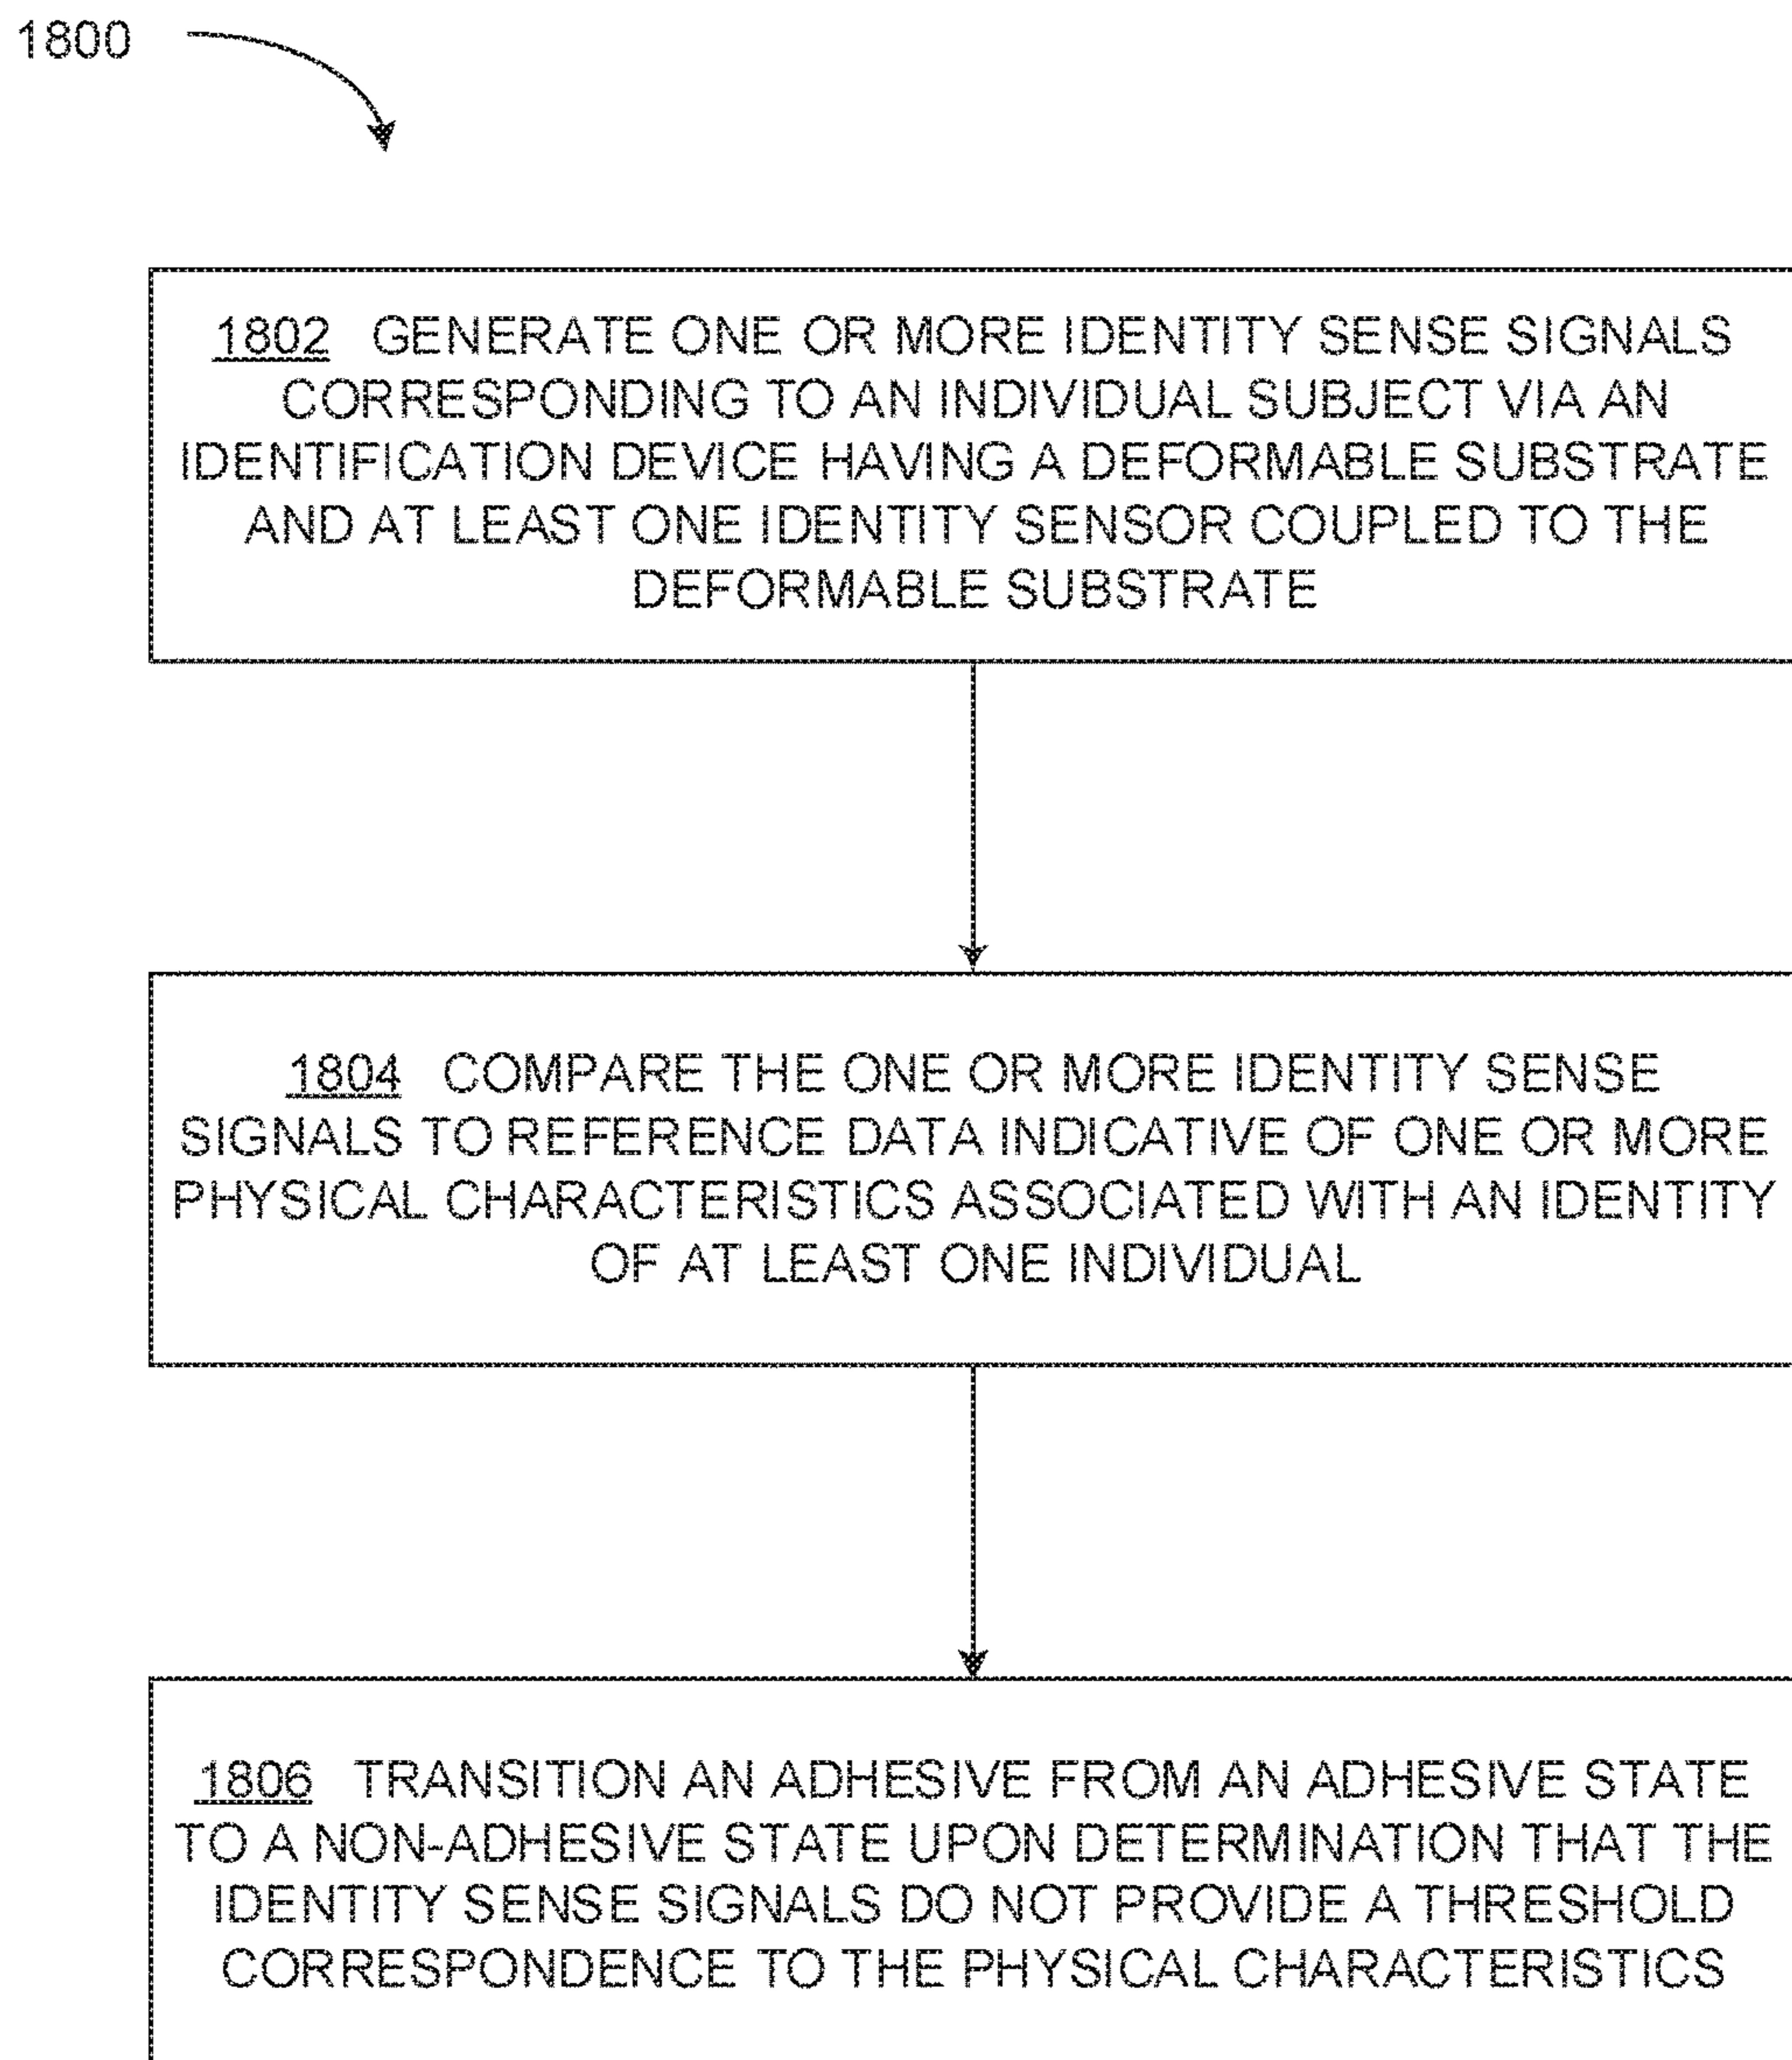 1800
1802 GENERATE ONE OR MORE IDENTITY SENSE SIGNALS
CORRESPONDING TO AN INDIVIDUAL SUBJECT VIA AN
IDENTIFICATION DEVICE HAVING A DEFORMABLE SUBSTRATE
AND AT LEAST ONE IDENTITY SENSOR COUPLED TO THE
DEFORMABLE SUBSTRATE
1804 COMPARE THE ONE OR MORE IDENTITY SENSE
SIGNALS TO REFERENCE DATA INDICATIVE OF ONE OR MORE
PHYSICAL CHARACTERISTICS ASSOCIATED WITH AN IDENTITY
OF AT LEAST ONE INDIVIDUAL
1806 TRANSITION AN ADHESIVE FROM AN ADHESIVE STATE
TO A NON-ADHESIVE STATE UPON DETERMINATION THAT THE
IDENTITY SENSE SIGNALS DO NOT PROVIDE A THRESHOLD
CORRESPONDENCE TO THE PHYSICAL CHARACTERISTICS